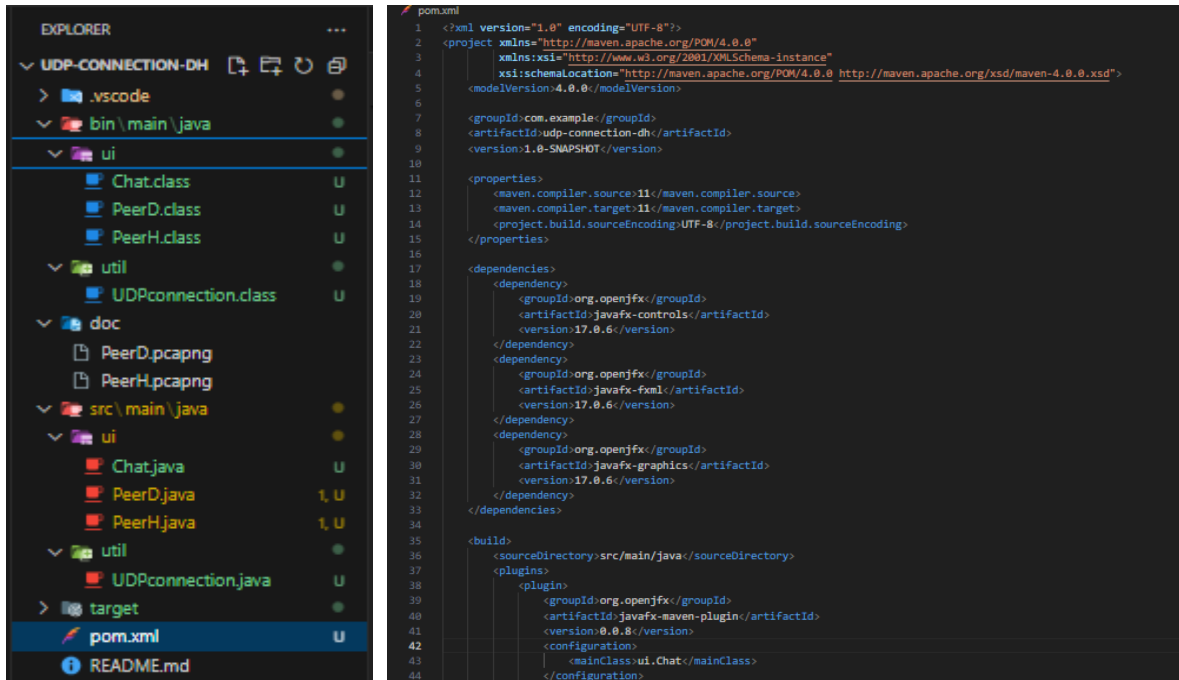 EXPLORER
UDP-CONNECTION-DH
.vscode
bin\main\java
ui
Chat.class U
PeerD.class U
PeerH.class U
util
UDPconnection.class U
doc
PeerD.pcapng
PeerH.pcapng
src\main\java
ui
Chat.java U
PeerD.java 1, U
PeerH.java 1, U
util
UDPconnection.java U
target
pom.xml U
README.md
pom.xml
1 <?xml version="1.0" encoding="UTF-8"?>
2 <project xmlns="http://maven.apache.org/POM/4.0.0"
3 xmlns:xsi="http://www.w3.org/2001/XMLSchema-instance"
4 xsi:schemaLocation="http://maven.apache.org/POM/4.0.0 http://maven.apache.org/xsd/maven-4.0.0.xsd">
5 <modelVersion>4.0.0</modelVersion>
6
7 <groupId>com.example</groupId>
8 <artifactId>udp-connection-dh</artifactId>
9 <version>1.0-SNAPSHOT</version>
10
11 <properties>
12 <maven.compiler.source>11</maven.compiler.source>
13 <maven.compiler.target>11</maven.compiler.target>
14 <project.build.sourceEncoding>UTF-8</project.build.sourceEncoding>
15 </properties>
16
17 <dependencies>
18 <dependency>
19 <groupId>org.openjfx</groupId>
20 <artifactId>javafx-controls</artifactId>
21 <version>17.0.6</version>
22 </dependency>
23 <dependency>
24 <groupId>org.openjfx</groupId>
25 <artifactId>javafx-fxml</artifactId>
26 <version>17.0.6</version>
27 </dependency>
28 <dependency>
29 <groupId>org.openjfx</groupId>
30 <artifactId>javafx-graphics</artifactId>
31 <version>17.0.6</version>
32 </dependency>
33 </dependencies>
34
35 <build>
36 <sourceDirectory>src/main/java</sourceDirectory>
37 <plugins>
38 <plugin>
39 <groupId>org.openjfx</groupId>
40 <artifactId>javafx-maven-plugin</artifactId>
41 <version>0.0.8</version>
42 <configuration>
43 <mainClass>ui.Chat</mainClass>
44 </configuration>